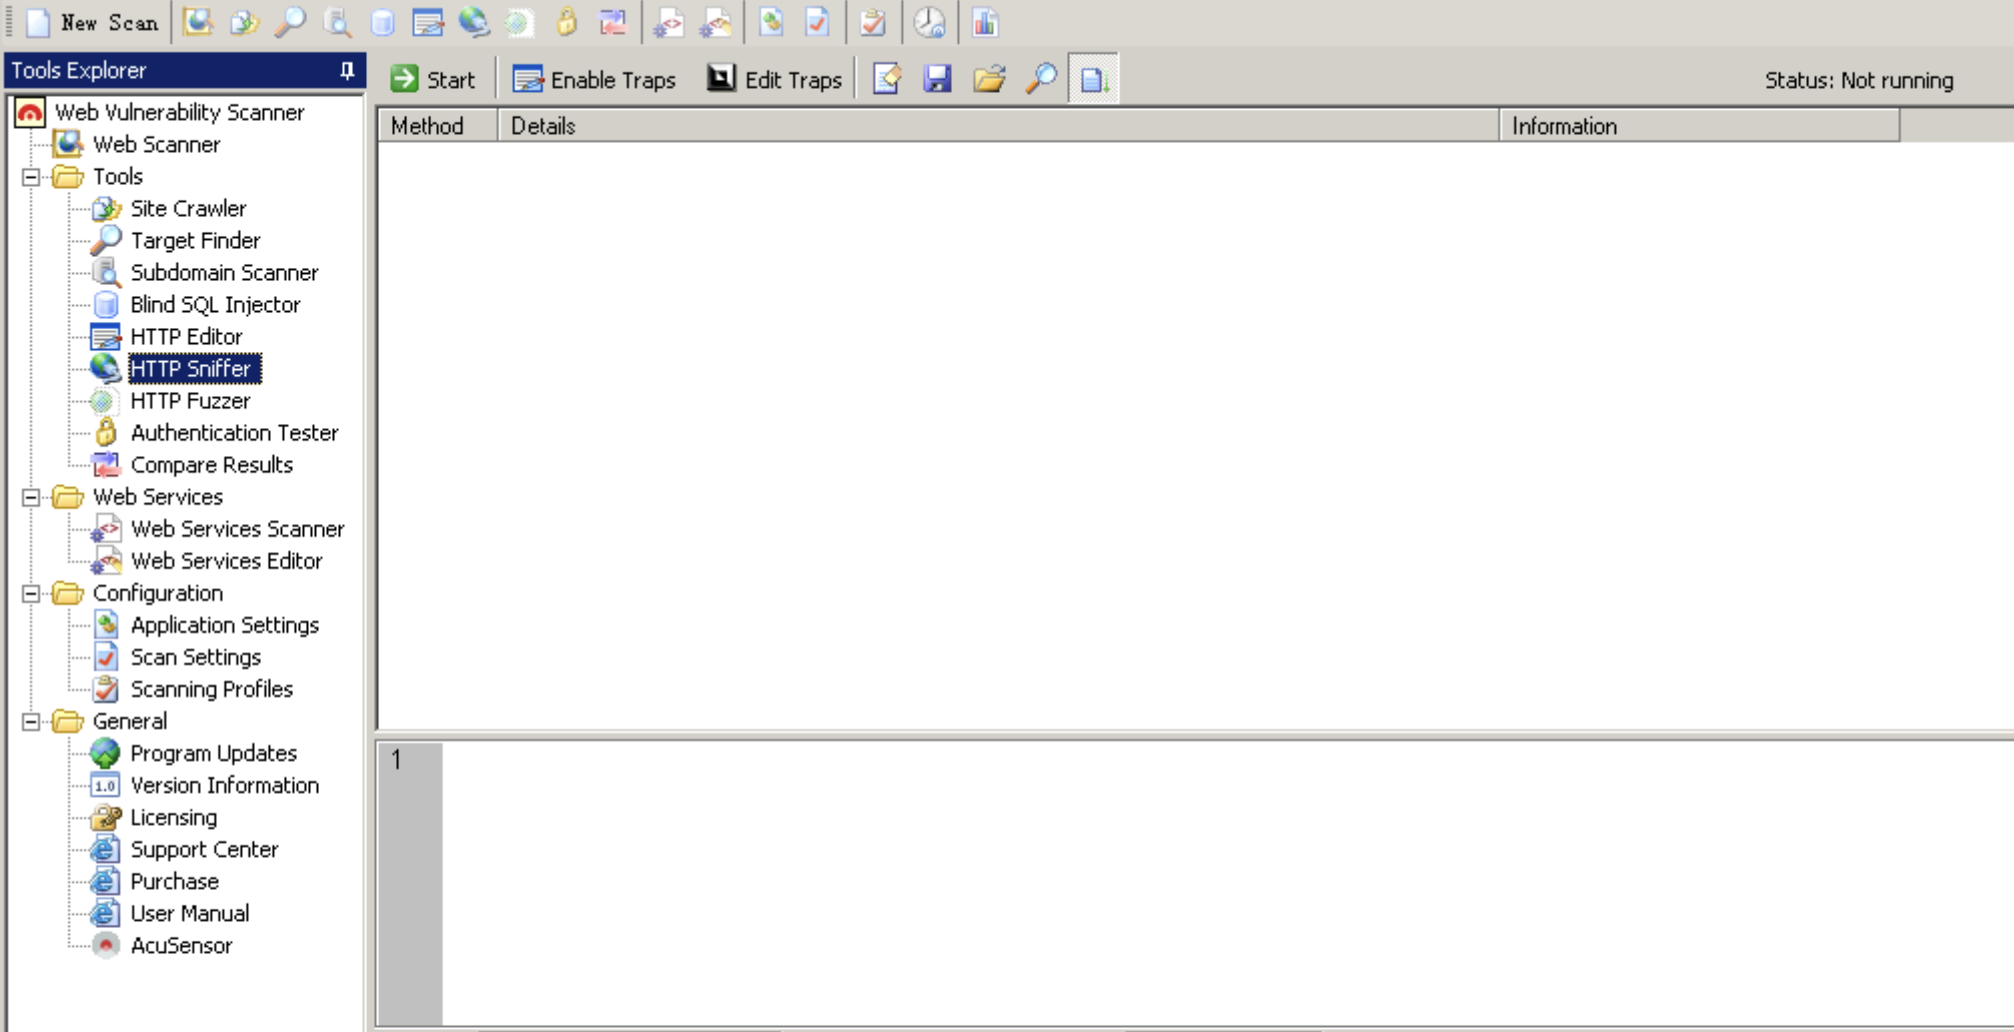 New Scan
Tools Explorer
Start Enable Traps Edit Traps Status: Not running
Web Vulnerability Scanner
Web Scanner
Tools
Site Crawler
Target Finder
Subdomain Scanner
Blind SQL Injector
HTTP Editor
HTTP Sniffer
HTTP Fuzzer
Authentication Tester
Compare Results
Web Services
Web Services Scanner
Web Services Editor
Configuration
Application Settings
Scan Settings
Scanning Profiles
General
Program Updates
1.0 Version Information
Licensing
Support Center
Purchase
User Manual
AcuSensor
Method Details Information
1